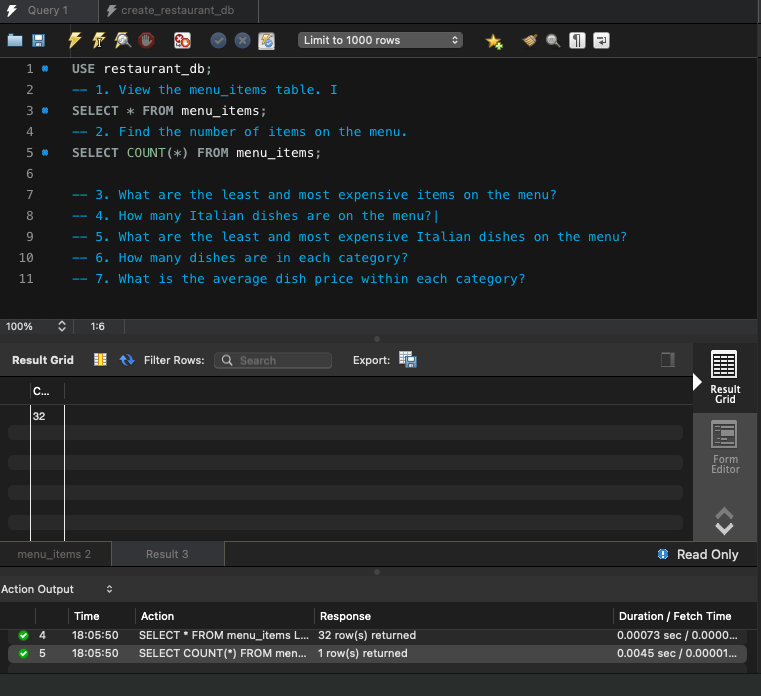 Query 1 create_restaurant_db
Limit to 1000 rows
1 USE restaurant_db;
2 -- 1. View the menu_items table. I
3 SELECT * FROM menu_items;
4 -- 2. Find the number of items on the menu.
5 SELECT COUNT(*) FROM menu_items;
6
7 -- 3. What are the least and most expensive items on the menu?
8 -- 4. How many Italian dishes are on the menu?
9 -- 5. What are the least and most expensive Italian dishes on the menu?
10 -- 6. How many dishes are in each category?
11 -- 7. What is the average dish price within each category?
100% 1:6
Result Grid Filter Rows: Search Export:
Result
Grid
C...
32
Form
Editor
menu_items 2 Result 3 Read Only
Action Output
Time Action Response Duration / Fetch Time
4 18:05:50 SELECT * FROM menu_items L... 32 row(s) returned 0.00073 sec / 0.0000...
5 18:05:50 SELECT COUNT(*) FROM men... 1 row(s) returned 0.0045 sec / 0.00001...